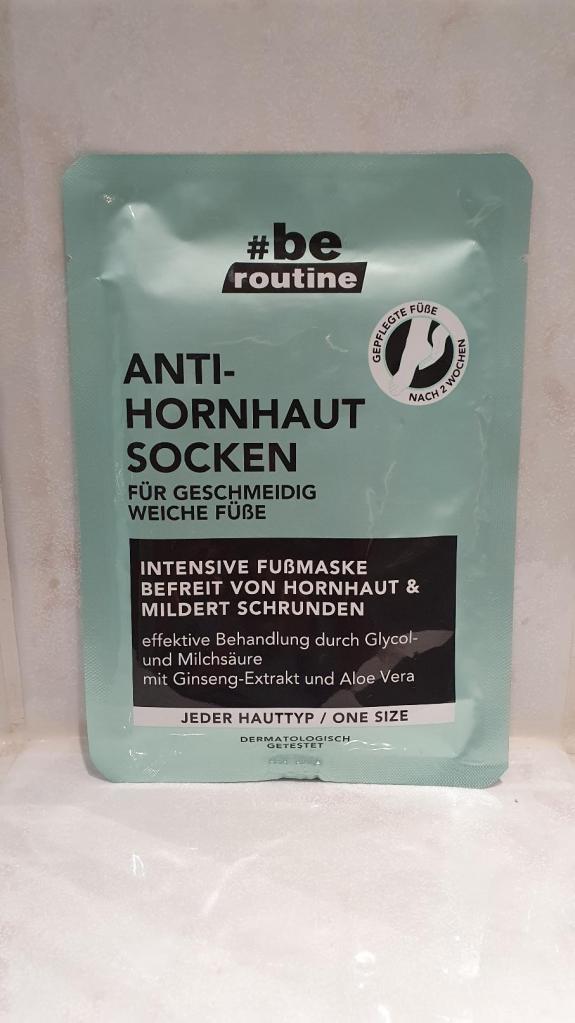 #be
routine
GEPFLEGTE FÜßE
NACH 2 WOCHEN
ANTI-
HORNHAUT
SOCKEN
FÜR GESCHMEIDIG
WEICHE FÜßE
INTENSIVE FUßMASKE
BEFREIT VON HORNHAUT &
MILDERT SCHRUNDEN
effektive Behandlung durch Glycol-
und Milchsäure
mit Ginseng-Extrakt und Aloe Vera
JEDER HAUTTYP / ONE SIZE
DERMATOLOGISCH
GETESTET